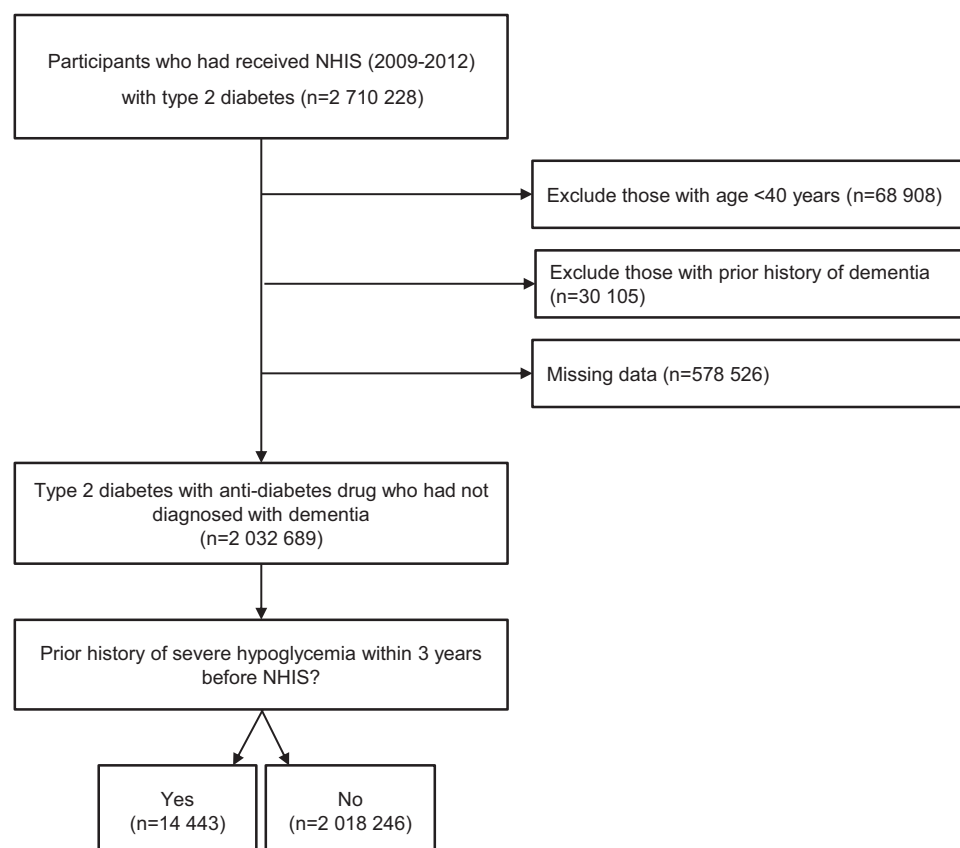 Participants who had received NHIS (2009-2012)
with type 2 diabetes (n=2 710 228)
Exclude those with age <40 years (n=68 908)
Exclude those with prior history of dementia
(n=30 105)
Missing data (n=578 526)
Type 2 diabetes with anti-diabetes drug who had not
diagnosed with dementia
(n=2 032 689)
Prior history of severe hypoglycemia within 3 years
before NHIS?
Yes
(n=14 443)
No
(n=2 018 246)